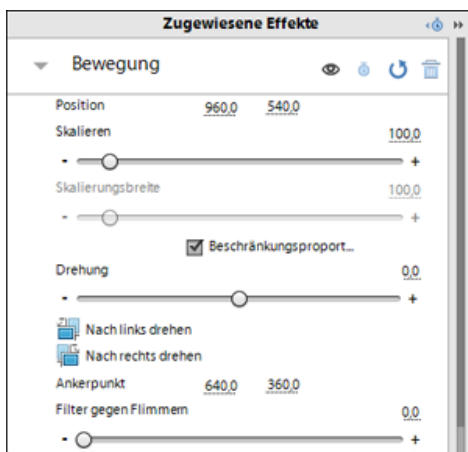 Zugewiesene Effekte
Bewegung
Position 960,0 540,0
Skalieren 100,0
- +
Skalierungsbreite 100,0
- +
Beschränkungsproport...
Drehung 0,0
- +
Nach links drehen
Nach rechts drehen
Ankerpunkt 640,0 360,0
Filter gegen Flimmern 0,0
- +